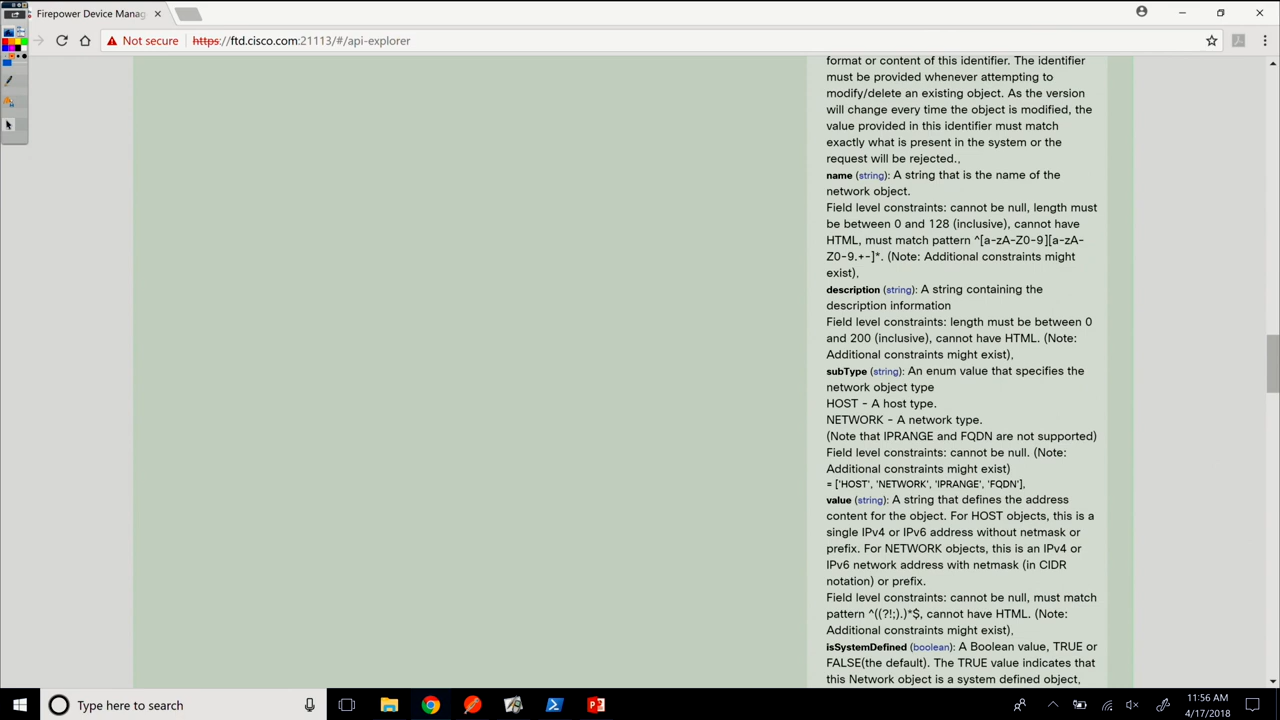 Firepower Device Manag
Not secure https://ftd.cisco.com:21113/#/api-explorer
format or content of this identifier. The identifier
must be provided whenever attempting to
modify/delete an existing object. As the version
will change every time the object is modified, the
value provided in this identifier must match
exactly what is present in the system or the
request will be rejected.,
name (string): A string that is the name of the
network object.
Field level constraints: cannot be null, length must
be between 0 and 128 (inclusive), cannot have
HTML, must match pattern ^[a-zA-Z0-9][a-zA-
Z0-9.+-]*. (Note: Additional constraints might
exist),
description (string): A string containing the
description information
Field level constraints: length must be between 0
and 200 (inclusive), cannot have HTML. (Note:
Additional constraints might exist),
subType (string): An enum value that specifies the
network object type
HOST - A host type.
NETWORK - A network type.
(Note that IPRANGE and FQDN are not supported)
Field level constraints: cannot be null. (Note:
Additional constraints might exist)
= ['HOST', 'NETWORK', 'IPRANGE', 'FQDN'],
value (string): A string that defines the address
content for the object. For HOST objects, this is a
single IPv4 or IPv6 address without netmask or
prefix. For NETWORK objects, this is an IPv4 or
IPv6 network address with netmask (in CIDR
notation) or prefix.
Field level constraints: cannot be null, must match
pattern ^((?!;).)*$, cannot have HTML. (Note:
Additional constraints might exist),
isSystemDefined (boolean): A Boolean value, TRUE or
FALSE(the default). The TRUE value indicates that
this Network object is a system defined object,
Type here to search
11:56 AM
4/17/2018